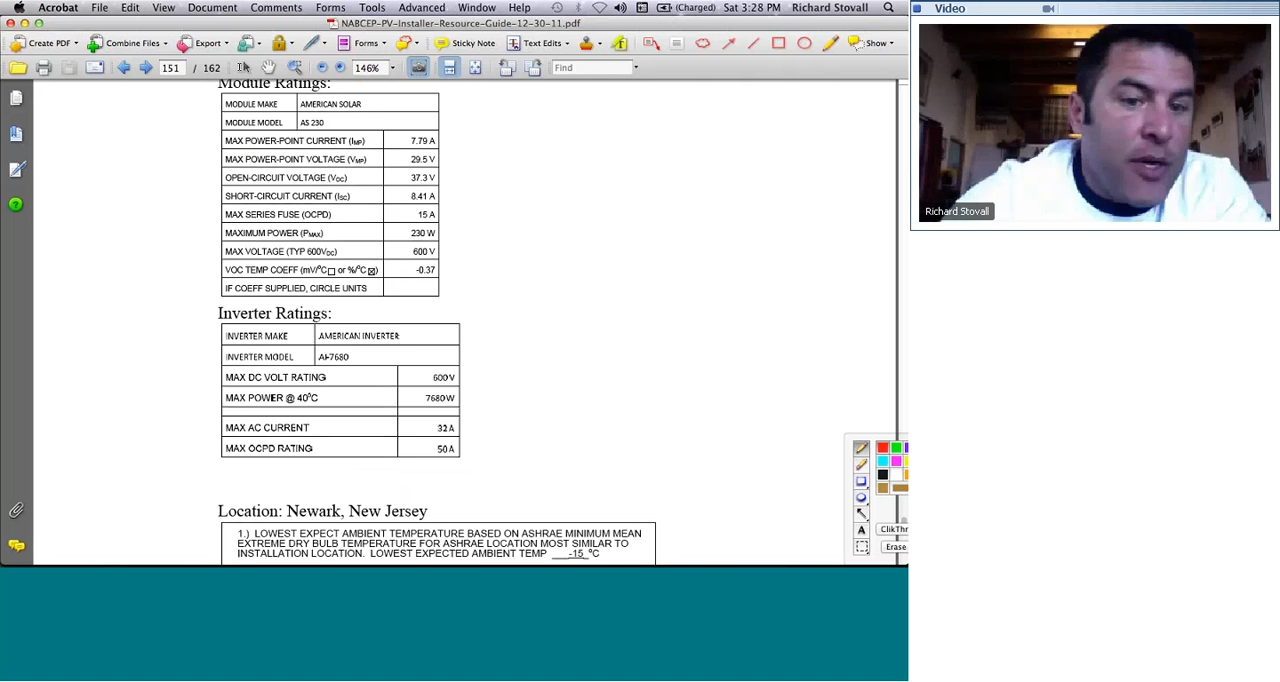 Acrobat File Edit View Document Comments Forms Tools Advanced Window Help (Charged) Sat 3:28 PM Richard Stovall
Video
NABCEP-PV-Installer-Resource-Guide-12-30-11.pdf
Create PDF Combine Files Export Forms Sticky Note Text Edits Show
151 / 162 146% Find
Module Ratings:
MODULE MAKE AMERICAN SOLAR
MODULE MODEL AS 230
MAX POWER-POINT CURRENT (IMP) 7.79 A
MAX POWER-POINT VOLTAGE (VMP) 29.5 V
OPEN-CIRCUIT VOLTAGE (VOC) 37.3 V
SHORT-CIRCUIT CURRENT (ISC) 8.41 A
MAX SERIES FUSE (OCPD) 15 A
MAXIMUM POWER (PMAX) 230 W
MAX VOLTAGE (TYP 600VDC) 600 V
VOC TEMP COEFF (mV/°C☐ or %/°C☒) -0.37
IF COEFF SUPPLIED, CIRCLE UNITS
Inverter Ratings:
INVERTER MAKE AMERICAN INVERTER
INVERTER MODEL AI-7680
MAX DC VOLT RATING 600 V
MAX POWER @ 40°C 7680 W
MAX AC CURRENT 32 A
MAX OCPD RATING 50 A
Location: Newark, New Jersey
1.) LOWEST EXPECT AMBIENT TEMPERATURE BASED ON ASHRAE MINIMUM MEAN
EXTREME DRY BULB TEMPERATURE FOR ASHRAE LOCATION MOST SIMILAR TO
INSTALLATION LOCATION. LOWEST EXPECTED AMBIENT TEMP ___-15_°C
A
ClikThr
Erase
Richard Stovall